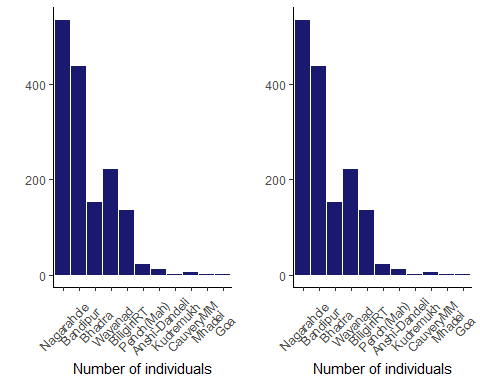 400
200
0
Nagarahole
Bandipur
Bhadra
Wayanad
BiligiriRT
Pench(Mah)
Anshi-Dandeli
Kudremukh
CauveryMM
Mhadei
Goa
Number of individuals
400
200
0
Nagarahole
Bandipur
Bhadra
Wayanad
BiligiriRT
Pench(Mah)
Anshi-Dandeli
Kudremukh
CauveryMM
Mhadei
Goa
Number of individuals